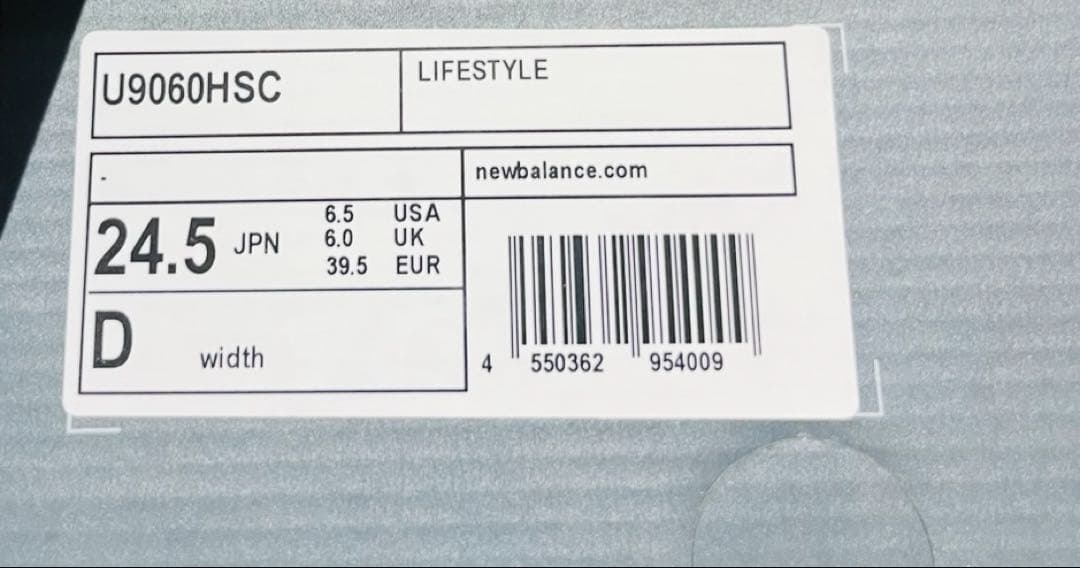 U9060HSC
LIFESTYLE
-
newbalance.com
24.5 JPN
6.5 USA
6.0 UK
39.5 EUR
D width
4 550362 954009